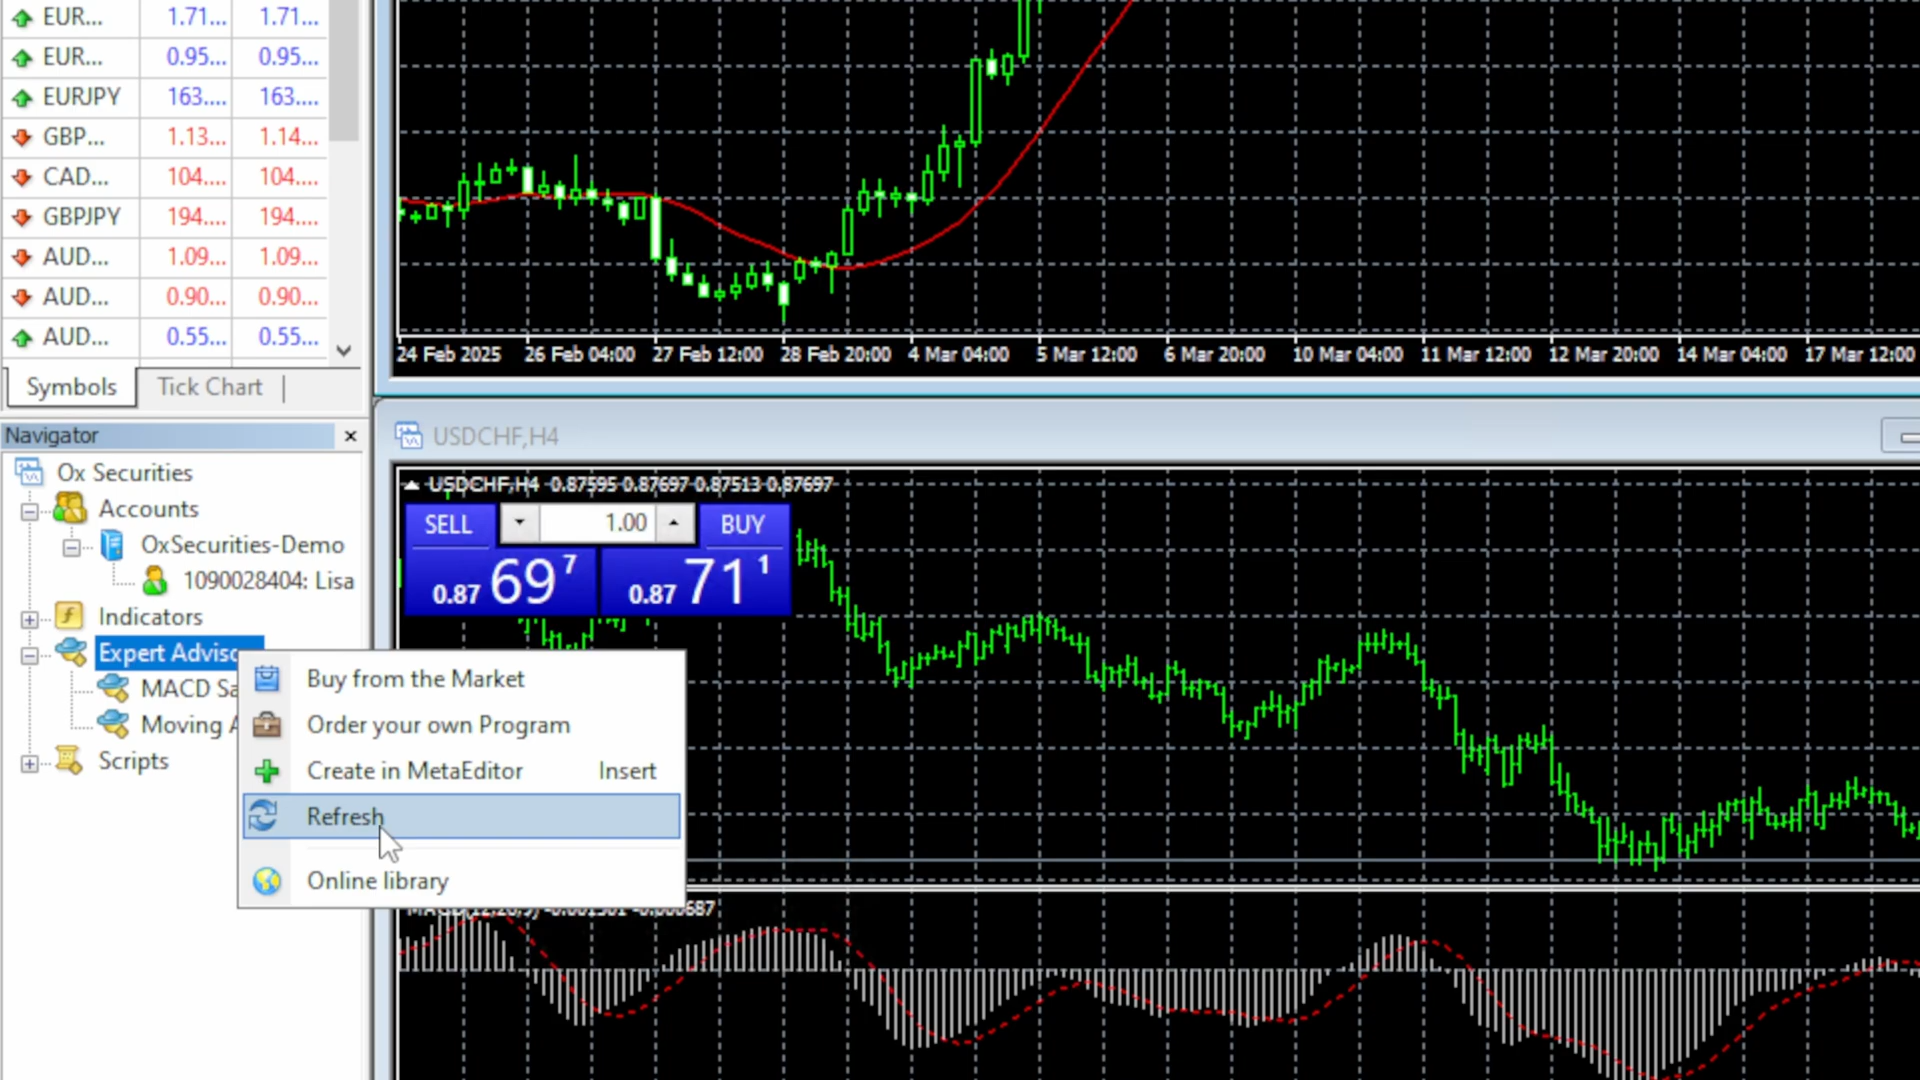 EUR... 1.71... 1.71...
EUR... 0.95... 0.95...
EURJPY 163.... 163....
GBP... 1.13... 1.14...
CAD... 104.... 104....
GBPJPY 194.... 194....
AUD... 1.09... 1.09...
AUD... 0.90... 0.90...
AUD... 0.55... 0.55...
Symbols Tick Chart
Navigator
Ox Securities
Accounts
OxSecurities-Demo
1090028404: Lisa
Indicators
Expert Adviso
MACD Sa
Moving A
Scripts
Buy from the Market
Order your own Program
Create in MetaEditor Insert
Refresh
Online library
24 Feb 2025 26 Feb 04:00 27 Feb 12:00 28 Feb 20:00 4 Mar 04:00 5 Mar 12:00 6 Mar 20:00 10 Mar 04:00 11 Mar 12:00 12 Mar 20:00 14 Mar 04:00 17 Mar 12:00
USDCHF,H4
USDCHF,H4 0.87595 0.87697 0.87513 0.87697
SELL 1.00 BUY
0.87 69 7 0.87 71 1